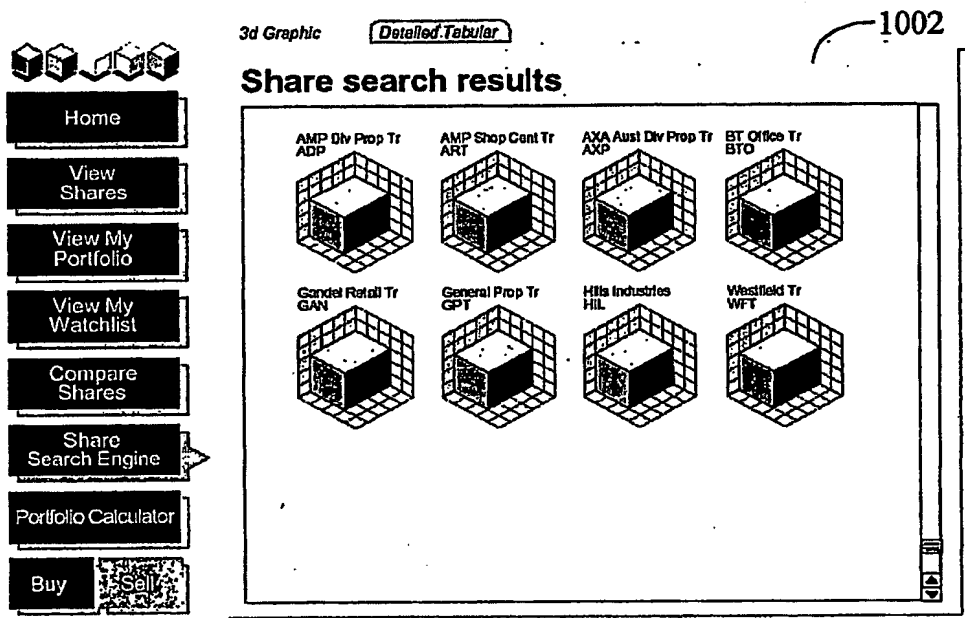 3d Graphic
Detailed Tabular
1002
Share search results
Home
View
Shares
View My
Portfolio
View My
Watchlist
Compare
Shares
Share
Search Engine
Portfolio Calculator
Buy
Sell
AMP Div Prop Tr
ADP
AMP Shop Cent Tr
ART
AXA Aust Div Prop Tr
AXP
BT Office Tr
BTO
Gandel Retail Tr
GAN
General Prop Tr
GPT
Hills Industries
HIL
Westfield Tr
WFT